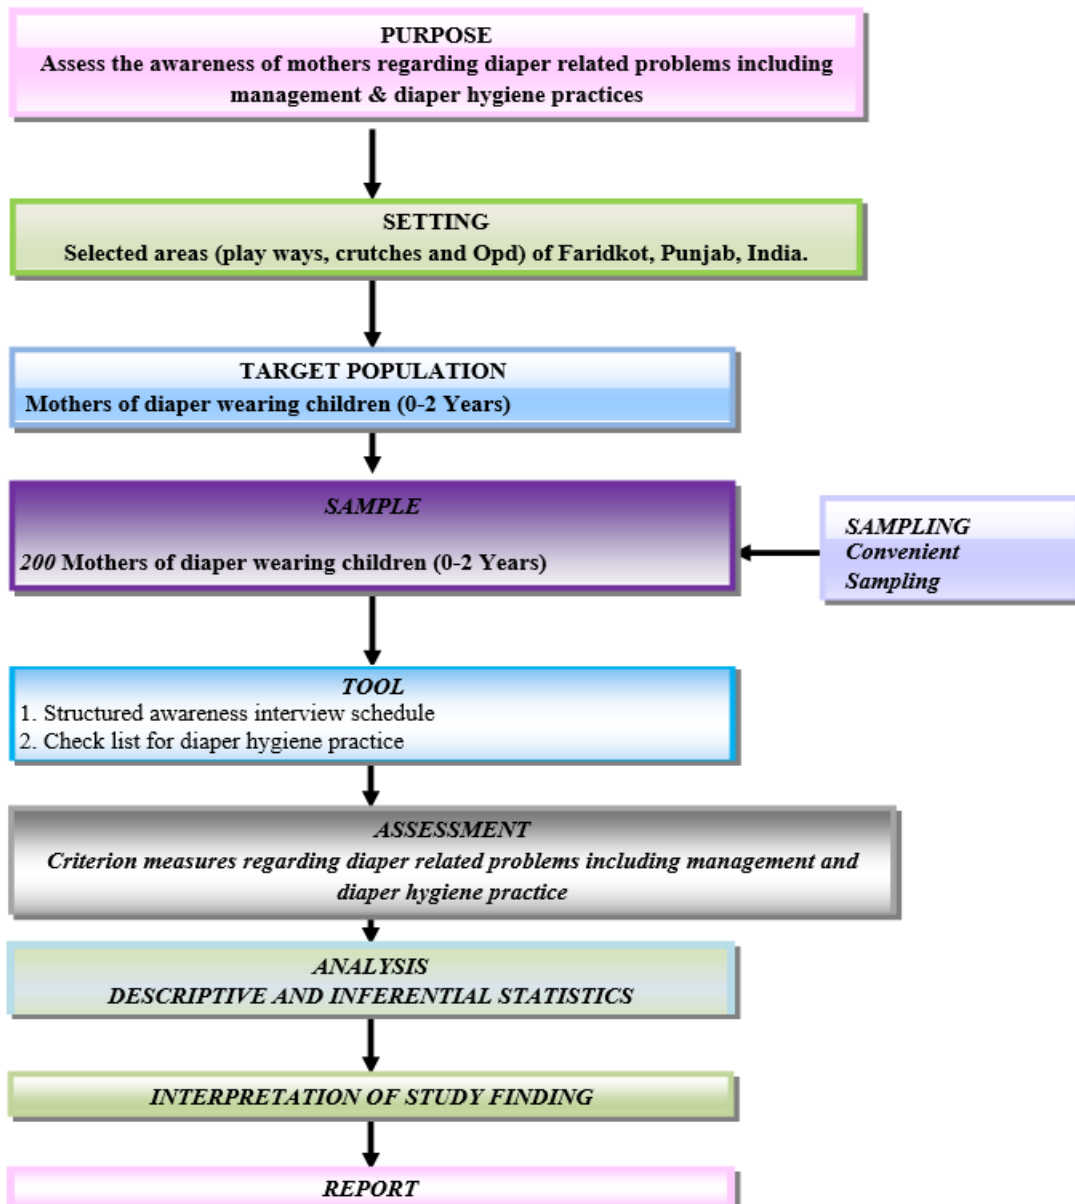 PURPOSE
Assess the awareness of mothers regarding diaper related problems including
management & diaper hygiene practices
SETTING
Selected areas (play ways, crutches and Opd) of Faridkot, Punjab, India.
TARGET POPULATION
Mothers of diaper wearing children (0-2 Years)
SAMPLE
200 Mothers of diaper wearing children (0-2 Years)
SAMPLING
Convenient
Sampling
TOOL
1. Structured awareness interview schedule
2. Check list for diaper hygiene practice
ASSESSMENT
Criterion measures regarding diaper related problems including management and
diaper hygiene practice
ANALYSIS
DESCRIPTIVE AND INFERENTIAL STATISTICS
INTERPRETATION OF STUDY FINDING
REPORT